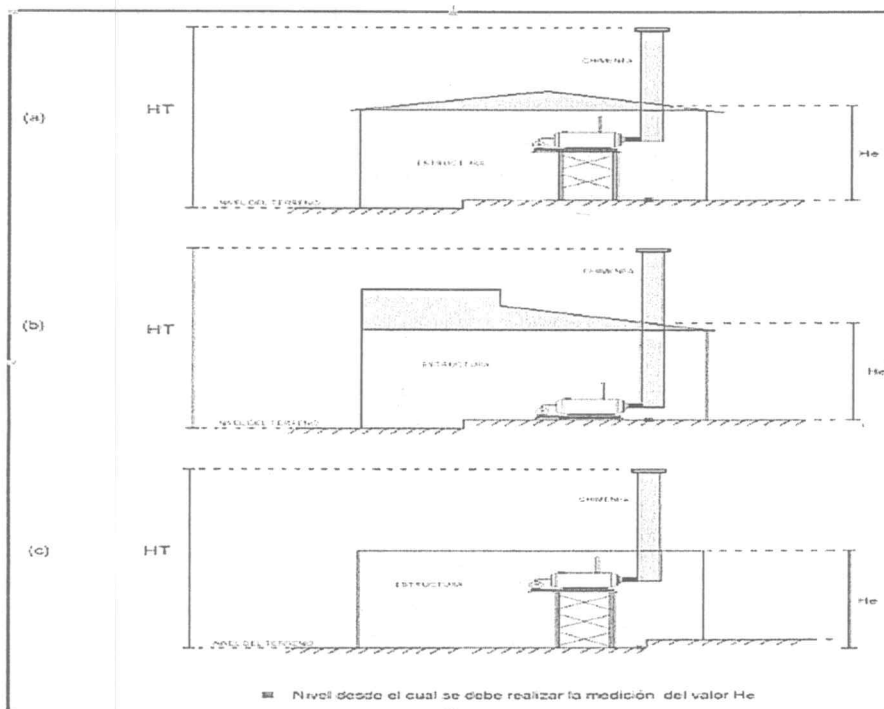 CHIMENEA
(a)
HT
He
ESTRUCTURA
NIVEL DEL TERRENO
CHIMENEA
(b)
HT
He
ESTRUCTURA
NIVEL DEL TERRENO
CHIMENEA
(c)
HT
ESTRUCTURA
He
NIVEL DEL TERRENO
Nivel desde el cual se debe realizar la medición del valor He